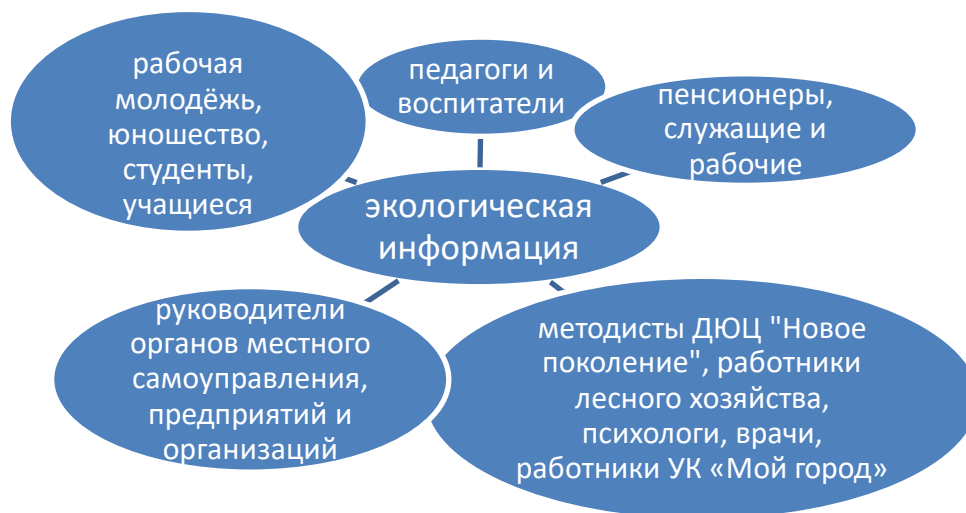 рабочая
молодёжь,
юношество,
студенты,
учащиеся
педагоги и
воспитатели
пенсионеры,
служащие и
рабочие
экологическая
информация
руководители
органов местного
самоуправления,
предприятий и
организаций
методисты ДЮЦ "Новое
поколение", работники
лесного хозяйства,
психологи, врачи,
работники УК «Мой город»